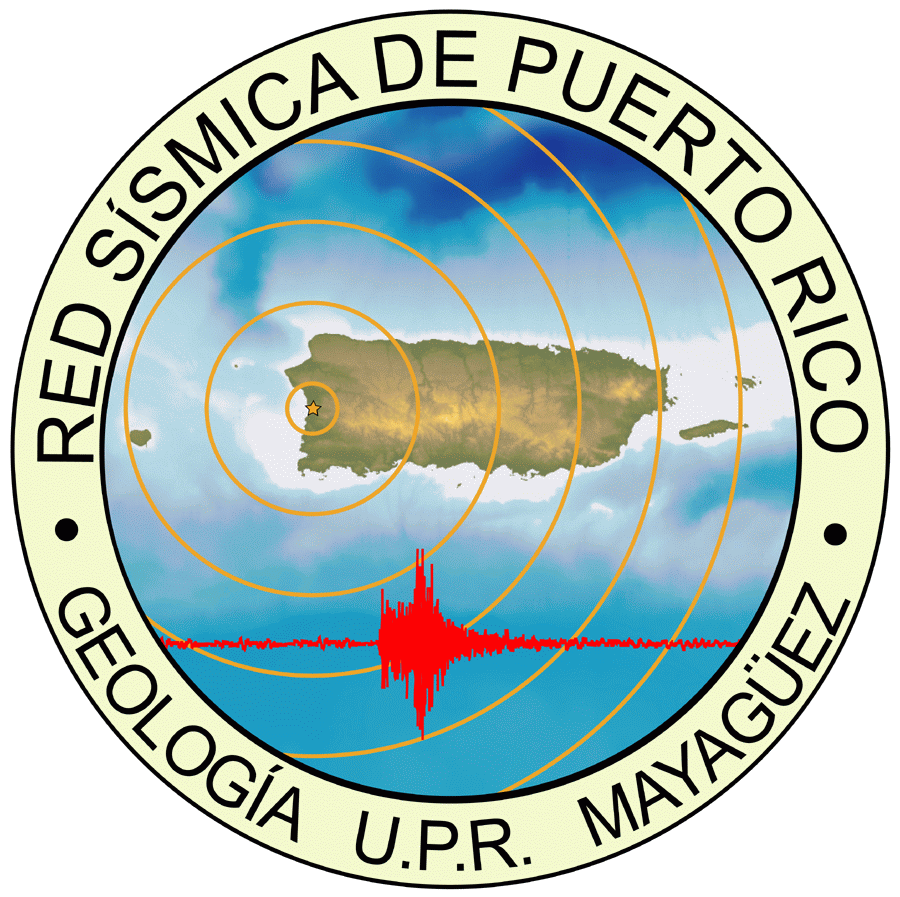 RED SÍSMICA DE PUERTO RICO
GEOLOGÍA U.P.R. MAYAGÜEZ